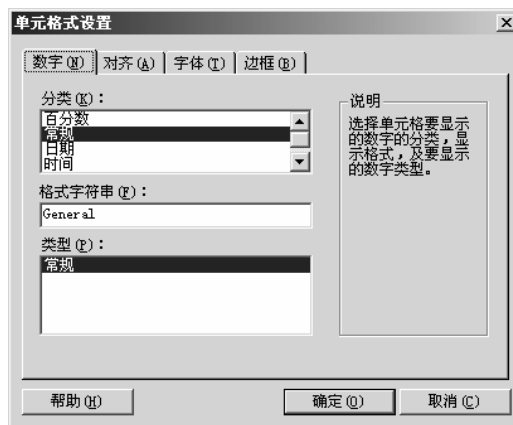 单元格式设置
数字(N) 对齐(A) 字体(T) 边框(B)
分类(K)：
百分数
常规
日期
时间
格式字符串(F)：
General
类型(P)：
常规
说明
选择单元格要显示
的数字的分类，显
示格式，及要显示
的数字类型。
帮助(H) 确定(O) 取消(C)